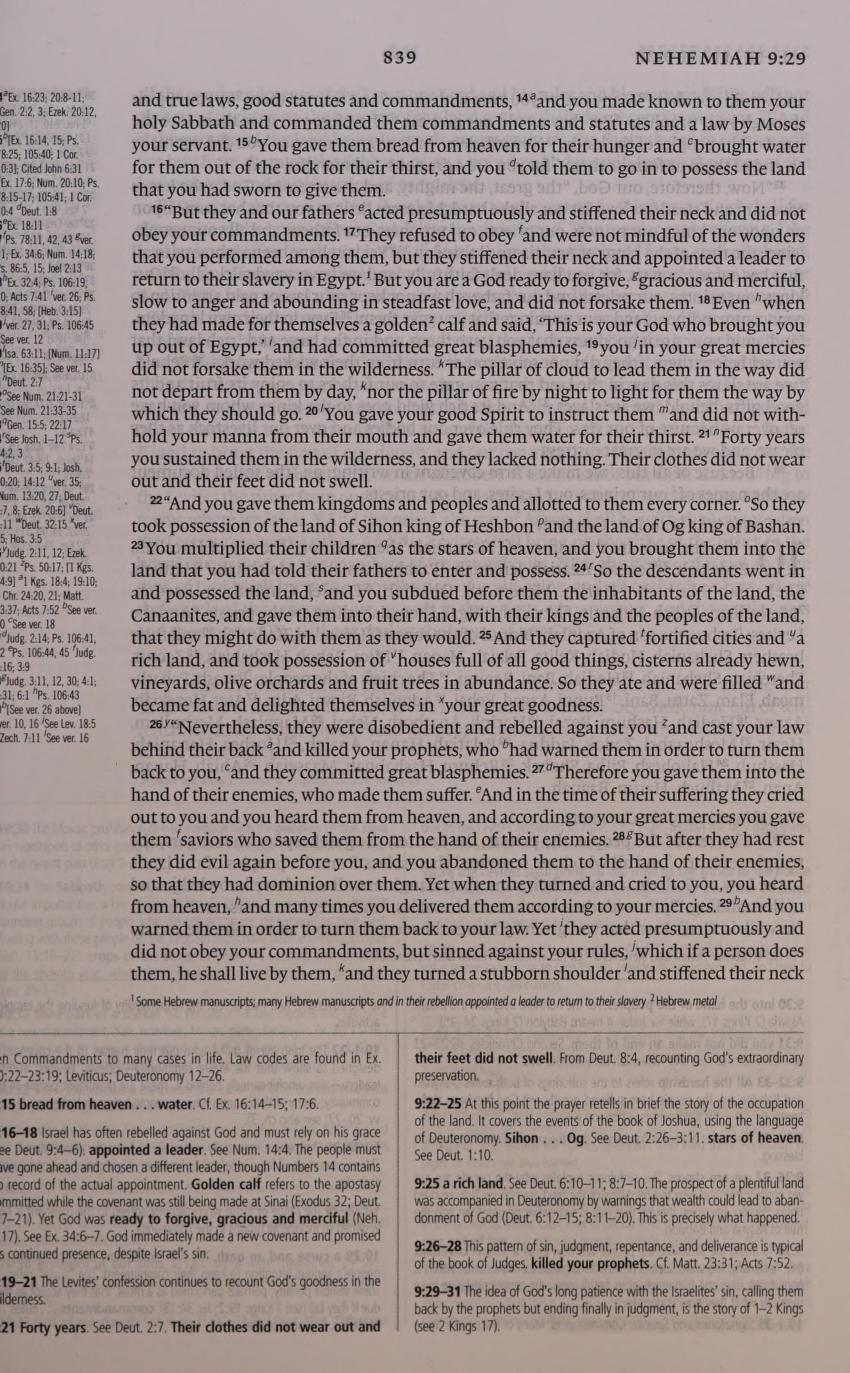 839 NEHEMIAH 9:29
ᵃEx. 16:23; 20:8-11;
Gen. 2:2, 3; Ezek. 20:12,
0]
ᵇ[Ex. 16:14, 15; Ps.
8:25; 105:40; 1 Cor.
0:3]; Cited John 6:31
Ex. 17:6; Num. 20:10; Ps.
8:15-17; 105:41; 1 Cor.
0:4 ᵈDeut. 1:8
ᵉEx. 18:11
ᶠPs. 78:11, 42, 43 ᵍver.
1; Ex. 34:6; Num. 14:18;
s. 86:5, 15; Joel 2:13
ʰEx. 32:4; Ps. 106:19,
0; Acts 7:41 ⁱver. 26; Ps.
8:41, 58; [Heb. 3:15]
ʲver. 27, 31; Ps. 106:45
See ver. 12
ˡIsa. 63:11; [Num. 11:17]
[Ex. 16:35]; See ver. 15
ⁿDeut. 2:7
ᵒSee Num. 21:21-31
See Num. 21:33-35
ᵠGen. 15:5; 22:17
ʳSee Josh. 1–12 ˢPs.
4:2, 3
ᵗDeut. 3:5; 9:1; Josh.
0:20; 14:12 ᵘver. 35;
Num. 13:20, 27; Deut.
:7, 8; Ezek. 20:6] ᵛDeut.
:11 ʷDeut. 32:15 ˣver.
5; Hos. 3:5
ʸJudg. 2:11, 12; Ezek.
0:21 ᶻPs. 50:17; [1 Kgs.
4:9] ᵃ1 Kgs. 18:4; 19:10;
Chr. 24:20, 21; Matt.
3:37; Acts 7:52 ᵇSee ver.
0 ᶜSee ver. 18
ᵈJudg. 2:14; Ps. 106:41,
2 ᵉPs. 106:44, 45 ᶠJudg.
:16; 3:9
ᵍJudg. 3:11, 12, 30; 4:1;
:31; 6:1 ʰPs. 106:43
ᵇ[See ver. 26 above]
ver. 10, 16 ʲSee Lev. 18:5
Zech. 7:11 ˡSee ver. 16
and true laws, good statutes and commandments, ¹⁴ ᵃand you made known to them your
holy Sabbath and commanded them commandments and statutes and a law by Moses
your servant. ¹⁵ ᵇYou gave them bread from heaven for their hunger and ᶜbrought water
for them out of the rock for their thirst, and you ᵈtold them to go in to possess the land
that you had sworn to give them.
¹⁶“But they and our fathers ᵉacted presumptuously and stiffened their neck and did not
obey your commandments. ¹⁷They refused to obey ᶠand were not mindful of the wonders
that you performed among them, but they stiffened their neck and appointed a leader to
return to their slavery in Egypt.¹ But you are a God ready to forgive, ᵍgracious and merciful,
slow to anger and abounding in steadfast love, and did not forsake them. ¹⁸Even ʰwhen
they had made for themselves a golden² calf and said, ‘This is your God who brought you
up out of Egypt,’ ⁱand had committed great blasphemies, ¹⁹you ʲin your great mercies
did not forsake them in the wilderness. ᵏThe pillar of cloud to lead them in the way did
not depart from them by day, ᵏnor the pillar of fire by night to light for them the way by
which they should go. ²⁰ ˡYou gave your good Spirit to instruct them ᵐand did not with-
hold your manna from their mouth and gave them water for their thirst. ²¹ ⁿForty years
you sustained them in the wilderness, and they lacked nothing. Their clothes did not wear
out and their feet did not swell.
²²“And you gave them kingdoms and peoples and allotted to them every corner. ᵒSo they
took possession of the land of Sihon king of Heshbon ᵖand the land of Og king of Bashan.
²³You multiplied their children ᵠas the stars of heaven, and you brought them into the
land that you had told their fathers to enter and possess. ²⁴ ʳSo the descendants went in
and possessed the land, ˢand you subdued before them the inhabitants of the land, the
Canaanites, and gave them into their hand, with their kings and the peoples of the land,
that they might do with them as they would. ²⁵And they captured ᵗfortified cities and ᵘa
rich land, and took possession of ᵛhouses full of all good things, cisterns already hewn,
vineyards, olive orchards and fruit trees in abundance. So they ate and were filled ʷand
became fat and delighted themselves in ˣyour great goodness.
²⁶ ʸ“Nevertheless, they were disobedient and rebelled against you ᶻand cast your law
behind their back ᵃand killed your prophets, who ᵇhad warned them in order to turn them
back to you, ᶜand they committed great blasphemies. ²⁷ ᵈTherefore you gave them into the
hand of their enemies, who made them suffer. ᵉAnd in the time of their suffering they cried
out to you and you heard them from heaven, and according to your great mercies you gave
them ᶠsaviors who saved them from the hand of their enemies. ²⁸ ᵍBut after they had rest
they did evil again before you, and you abandoned them to the hand of their enemies,
so that they had dominion over them. Yet when they turned and cried to you, you heard
from heaven, ʰand many times you delivered them according to your mercies. ²⁹ ᵇAnd you
warned them in order to turn them back to your law. Yet ⁱthey acted presumptuously and
did not obey your commandments, but sinned against your rules, ʲwhich if a person does
them, he shall live by them, ᵏand they turned a stubborn shoulder ˡand stiffened their neck
¹ Some Hebrew manuscripts; many Hebrew manuscripts and in their rebellion appointed a leader to return to their slavery ² Hebrew metal
n Commandments to many cases in life. Law codes are found in Ex.
):22–23:19; Leviticus; Deuteronomy 12–26.
15 bread from heaven . . . water. Cf. Ex. 16:14–15; 17:6.
16–18 Israel has often rebelled against God and must rely on his grace
ee Deut. 9:4–6). appointed a leader. See Num. 14:4. The people must
ave gone ahead and chosen a different leader, though Numbers 14 contains
o record of the actual appointment. Golden calf refers to the apostasy
ommitted while the covenant was still being made at Sinai (Exodus 32; Deut.
7–21). Yet God was ready to forgive, gracious and merciful (Neh.
17). See Ex. 34:6–7. God immediately made a new covenant and promised
s continued presence, despite Israel’s sin.
19–21 The Levites’ confession continues to recount God’s goodness in the
ilderness.
21 Forty years. See Deut. 2:7. Their clothes did not wear out and
their feet did not swell. From Deut. 8:4, recounting God’s extraordinary
preservation.
9:22–25 At this point the prayer retells in brief the story of the occupation
of the land. It covers the events of the book of Joshua, using the language
of Deuteronomy. Sihon . . . Og. See Deut. 2:26–3:11. stars of heaven.
See Deut. 1:10.
9:25 a rich land. See Deut. 6:10–11; 8:7–10. The prospect of a plentiful land
was accompanied in Deuteronomy by warnings that wealth could lead to aban-
donment of God (Deut. 6:12–15; 8:11–20). This is precisely what happened.
9:26–28 This pattern of sin, judgment, repentance, and deliverance is typical
of the book of Judges. killed your prophets. Cf. Matt. 23:31; Acts 7:52.
9:29–31 The idea of God’s long patience with the Israelites’ sin, calling them
back by the prophets but ending finally in judgment, is the story of 1–2 Kings
(see 2 Kings 17).